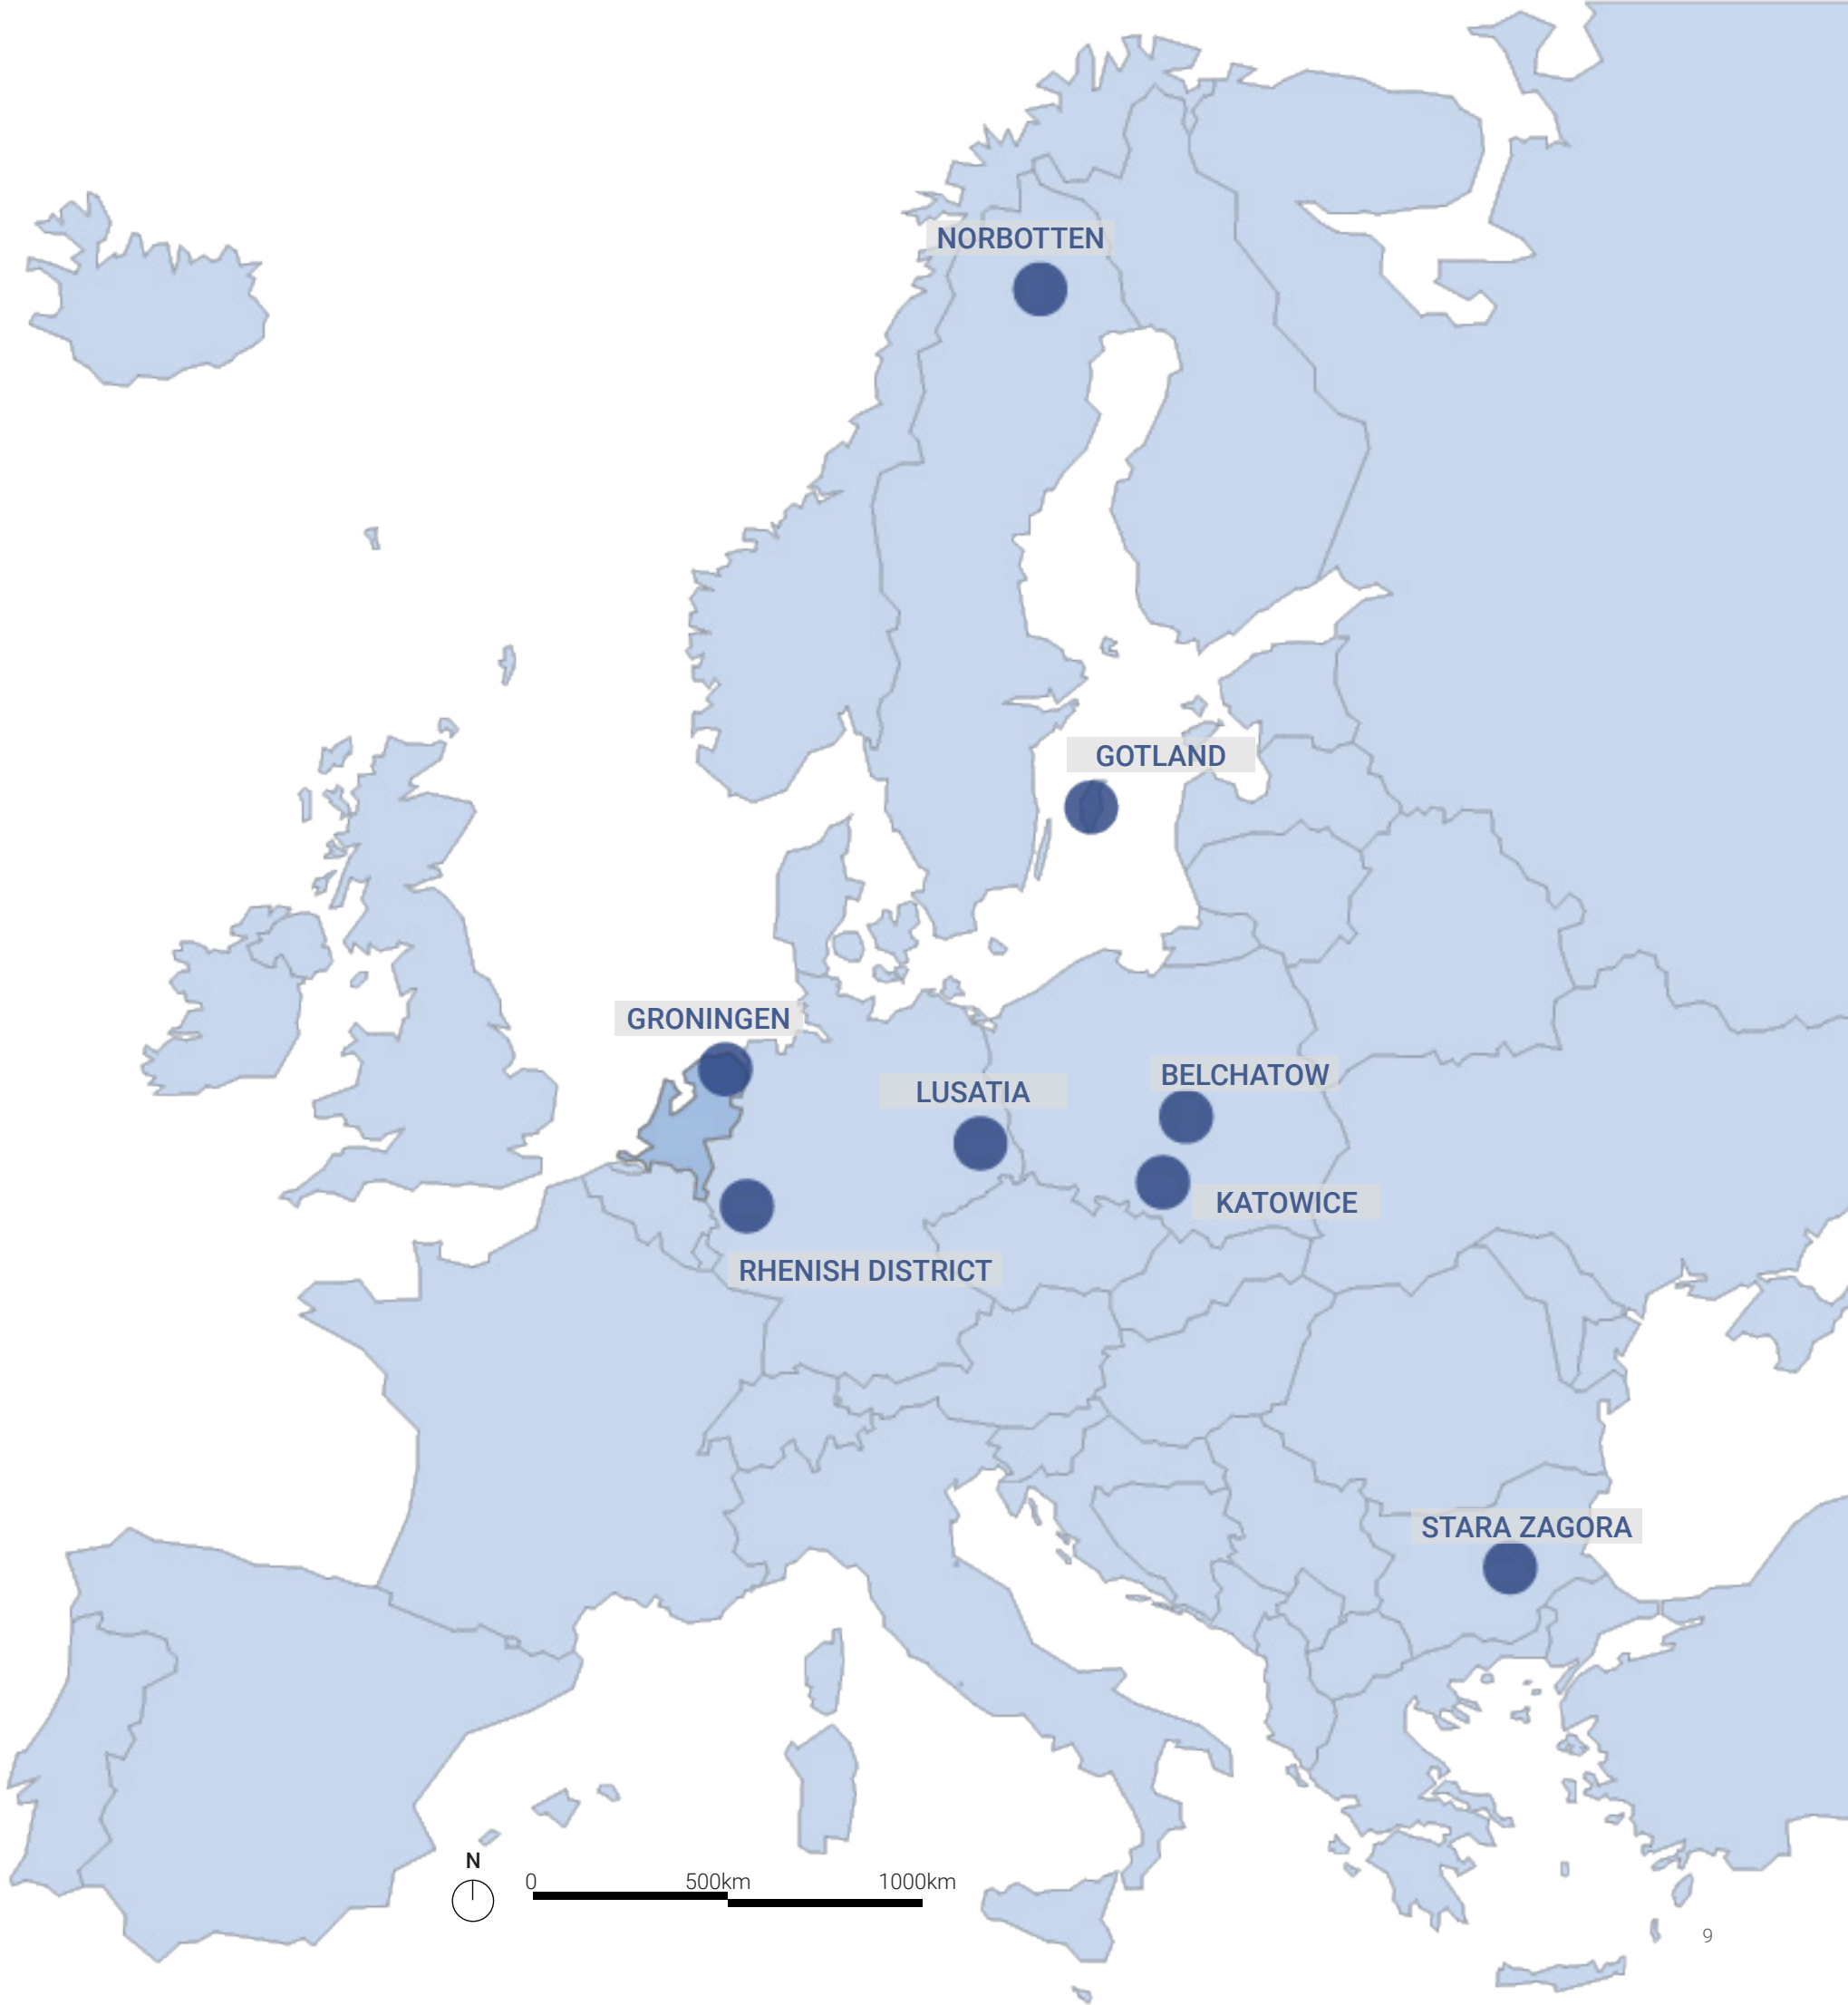 NORBOTTEN
GOTLAND
GRONINGEN
BELCHATOW
LUSATIA
KATOWICE
RHENISH DISTRICT
STARA ZAGORA
N
0 500km 1000km
9